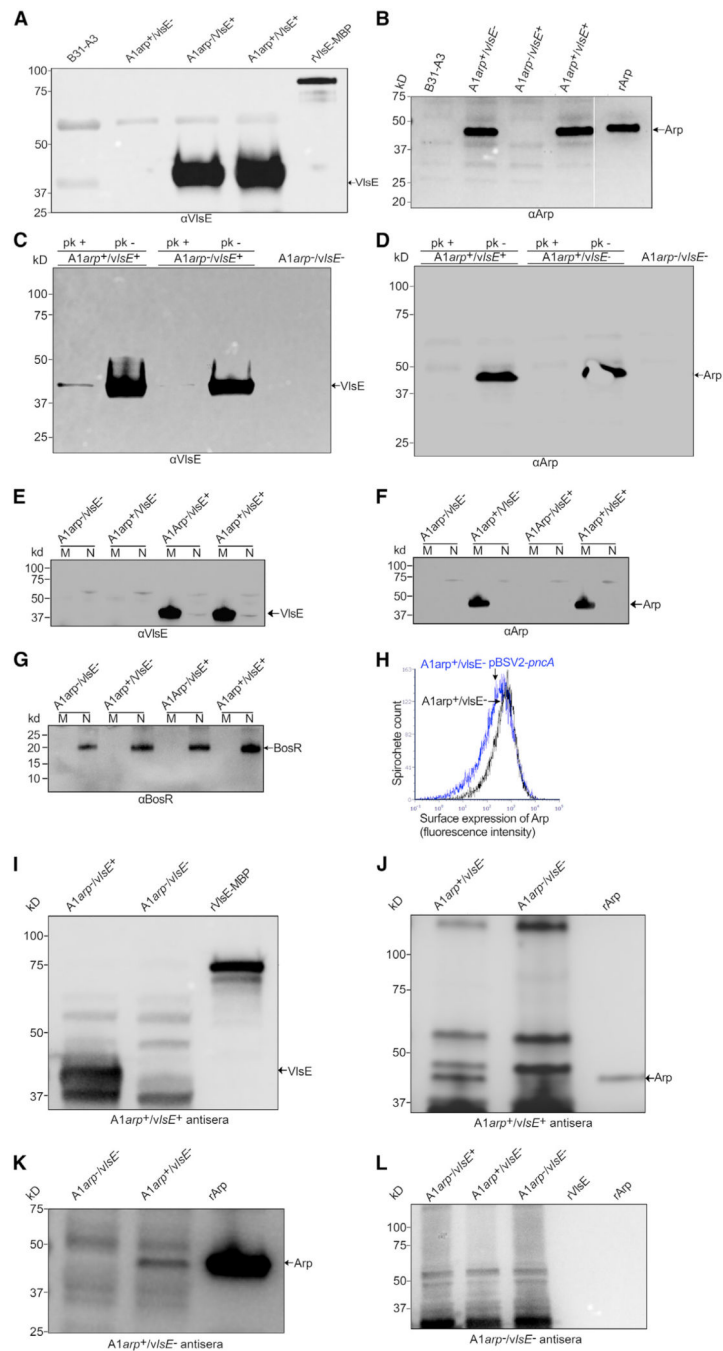 A
B31-A3
A1arp+/vlsE-
A1arp-/VlsE+
A1arp+/VlsE+
rVlsE-MBP
100
75
50
37
25
←VlsE
αVlsE
B
kD
B31-A3
A1arp+/vlsE-
A1arp-/vlsE+
A1arp+/vlsE+
rArp
75
50
37
25
20
←Arp
αArp
C
pk + pk - pk + pk -
kD A1arp+/vlsE+ A1arp-/vlsE+ A1arp-/vlsE-
100
75
50
37
25
←VlsE
αVlsE
D
pk + pk - pk + pk -
kD A1arp+/vlsE+ A1arp+/vlsE- A1arp-/vlsE-
100
75
50
37
25
←Arp
αArp
E
A1arp-/vlsE-
A1arp+/VlsE-
A1Arp-/vlsE+
A1arp+/vlsE+
kd M N M N M N M N
100
75
50
37
←VlsE
αVlsE
F
A1arp-/vlsE-
A1arp+/VlsE-
A1Arp-/vlsE+
A1arp+/vlsE+
kd M N M N M N M N
100
75
50
37
←Arp
αArp
G
A1arp-/vlsE-
A1arp+/VlsE-
A1Arp-/vlsE+
A1arp+/vlsE+
kd M N M N M N M N
25
20
15
10
←BosR
αBosR
H
A1arp+/vlsE- pBSV2-pncA
A1arp+/vlsE-
Spirochete count
Surface expression of Arp
(fluorescence intensity)
I
kD
A1arp-/vlsE+
A1arp-/vlsE-
rVlsE-MBP
100
75
50
37
←VlsE
A1arp+/vlsE+ antisera
J
kD
A1arp+/vlsE-
A1arp-/vlsE-
rArp
100
75
50
37
←Arp
A1arp+/vlsE+ antisera
K
kD
A1arp-/vlsE-
A1arp+/vlsE-
rArp
75
50
37
25
←Arp
A1arp+/vlsE- antisera
L
kD
A1arp-/vlsE+
A1arp+/vlsE-
A1arp-/vlsE-
rVlsE
rArp
100
75
50
37
A1arp-/vlsE- antisera